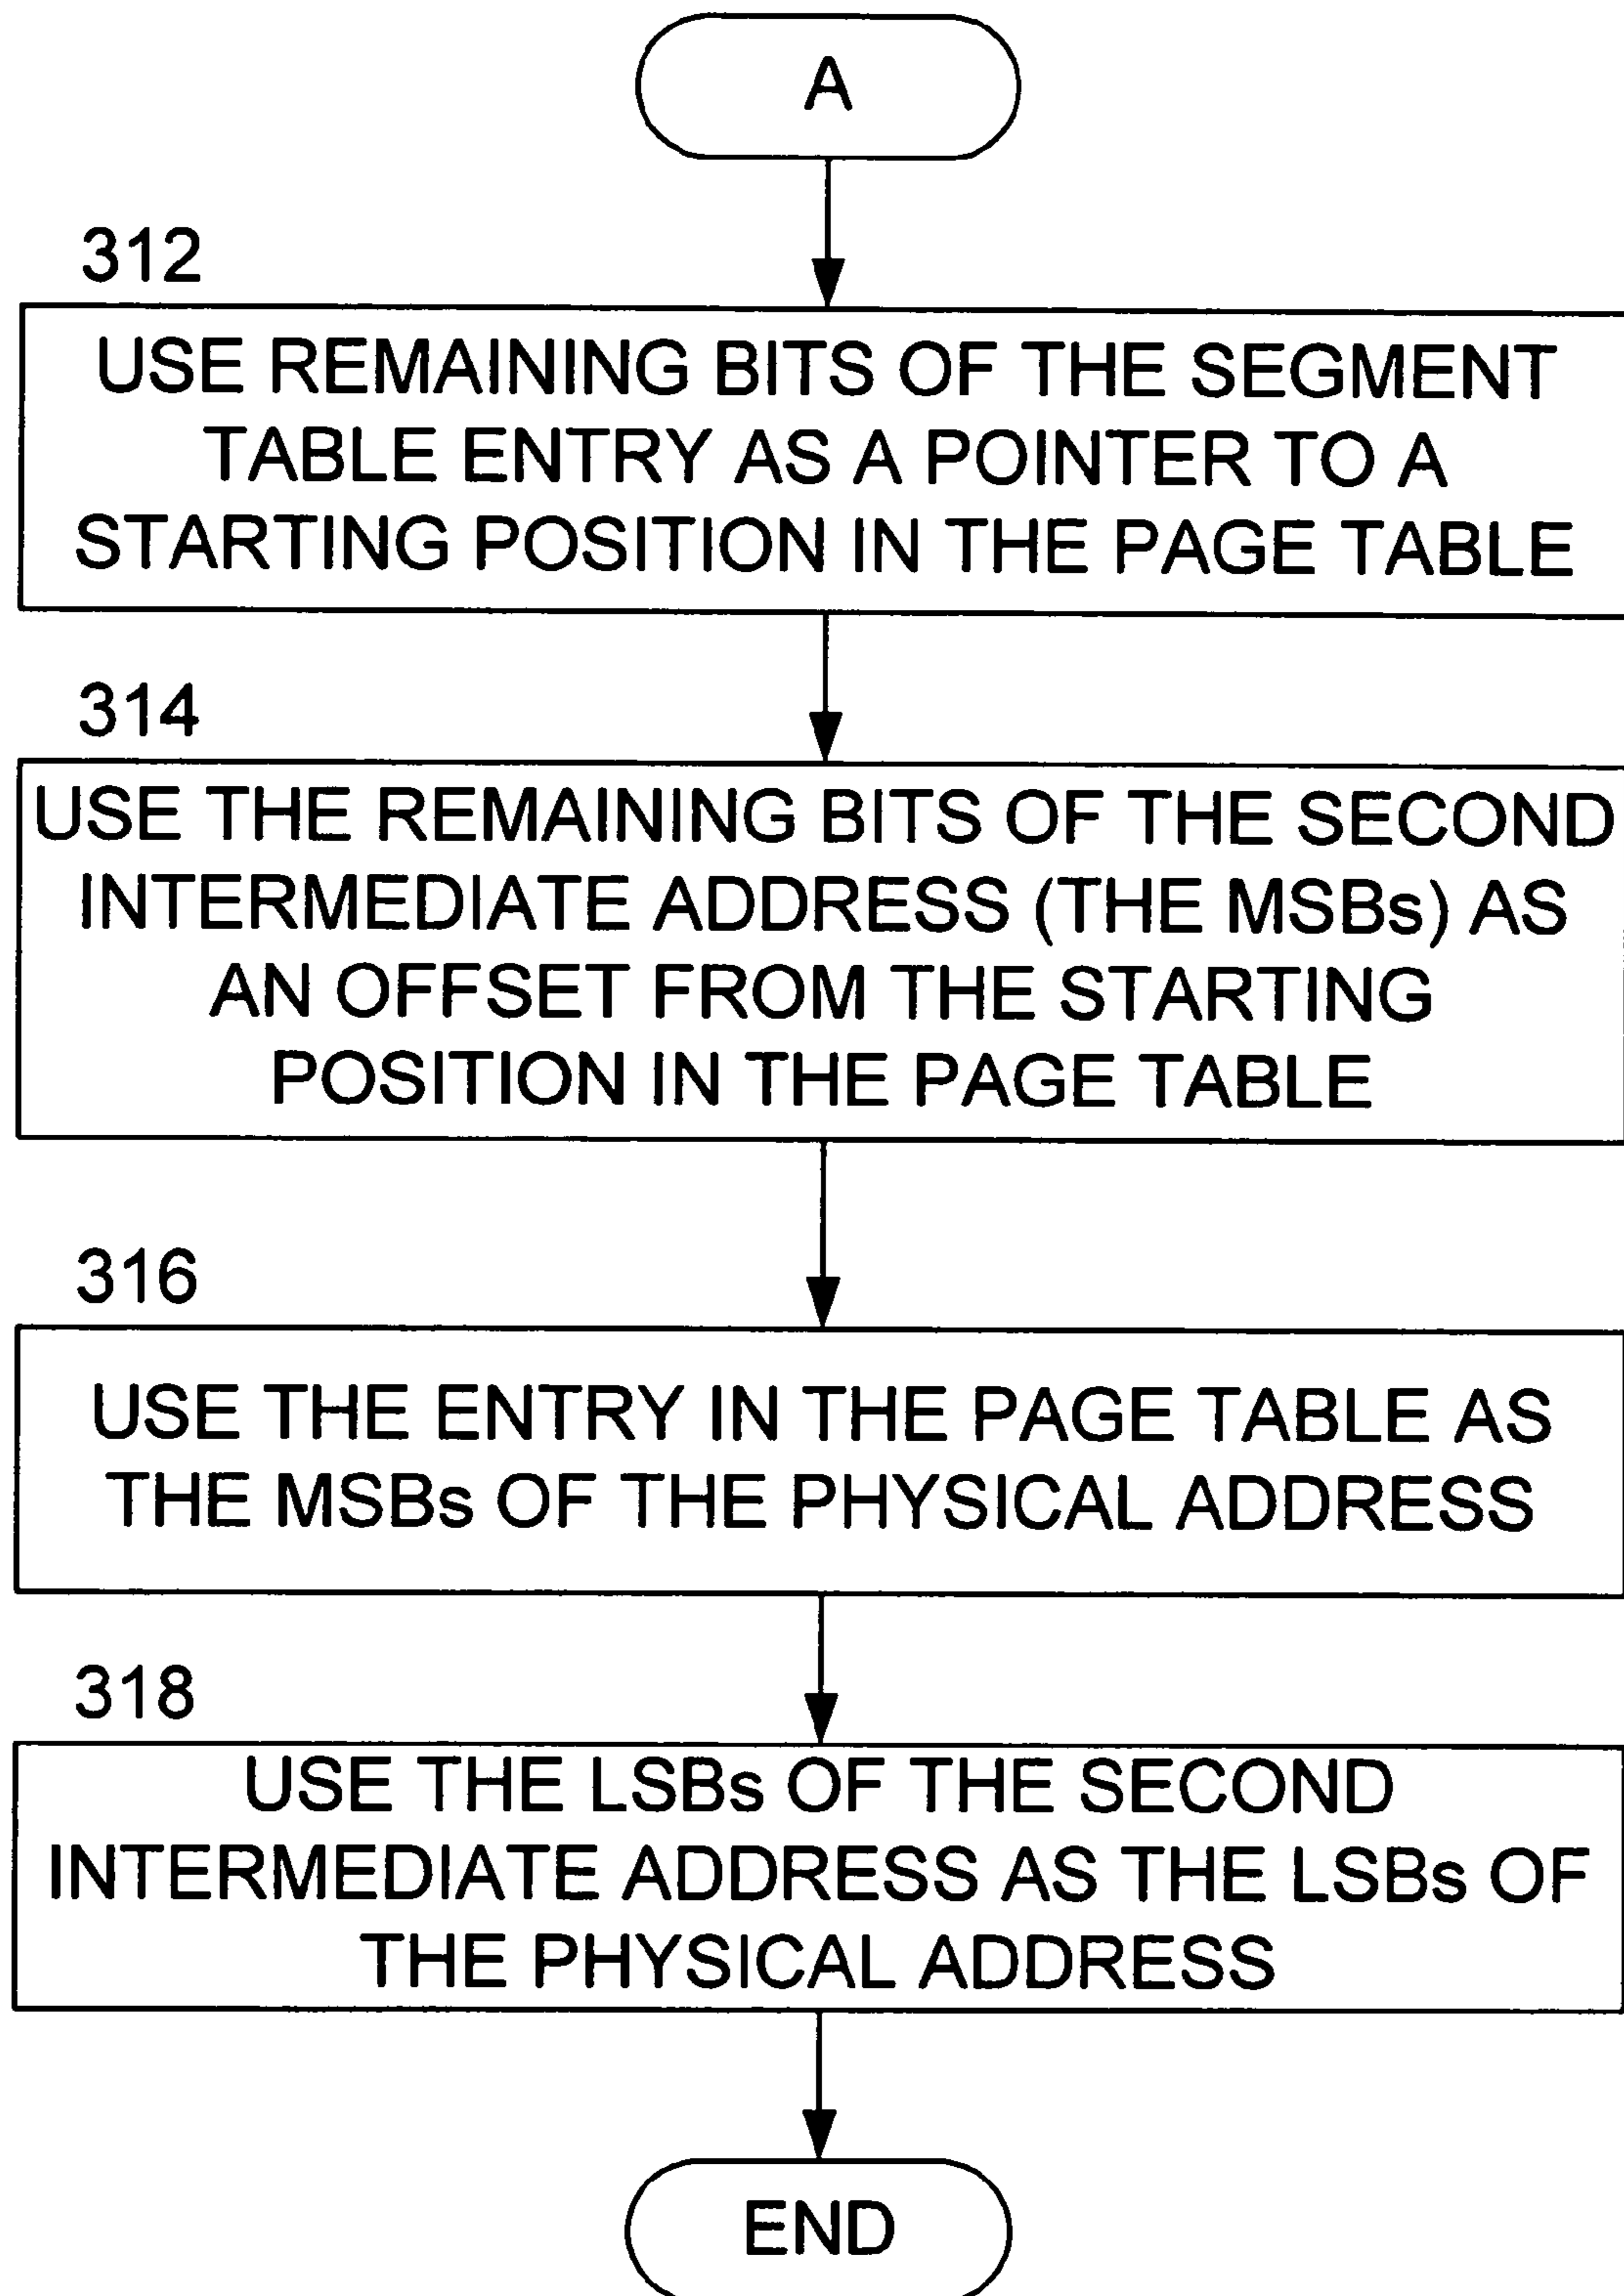 A
312
USE REMAINING BITS OF THE SEGMENT
TABLE ENTRY AS A POINTER TO A
STARTING POSITION IN THE PAGE TABLE
314
USE THE REMAINING BITS OF THE SECOND
INTERMEDIATE ADDRESS (THE MSBs) AS
AN OFFSET FROM THE STARTING
POSITION IN THE PAGE TABLE
316
USE THE ENTRY IN THE PAGE TABLE AS
THE MSBs OF THE PHYSICAL ADDRESS
318
USE THE LSBs OF THE SECOND
INTERMEDIATE ADDRESS AS THE LSBs OF
THE PHYSICAL ADDRESS
END